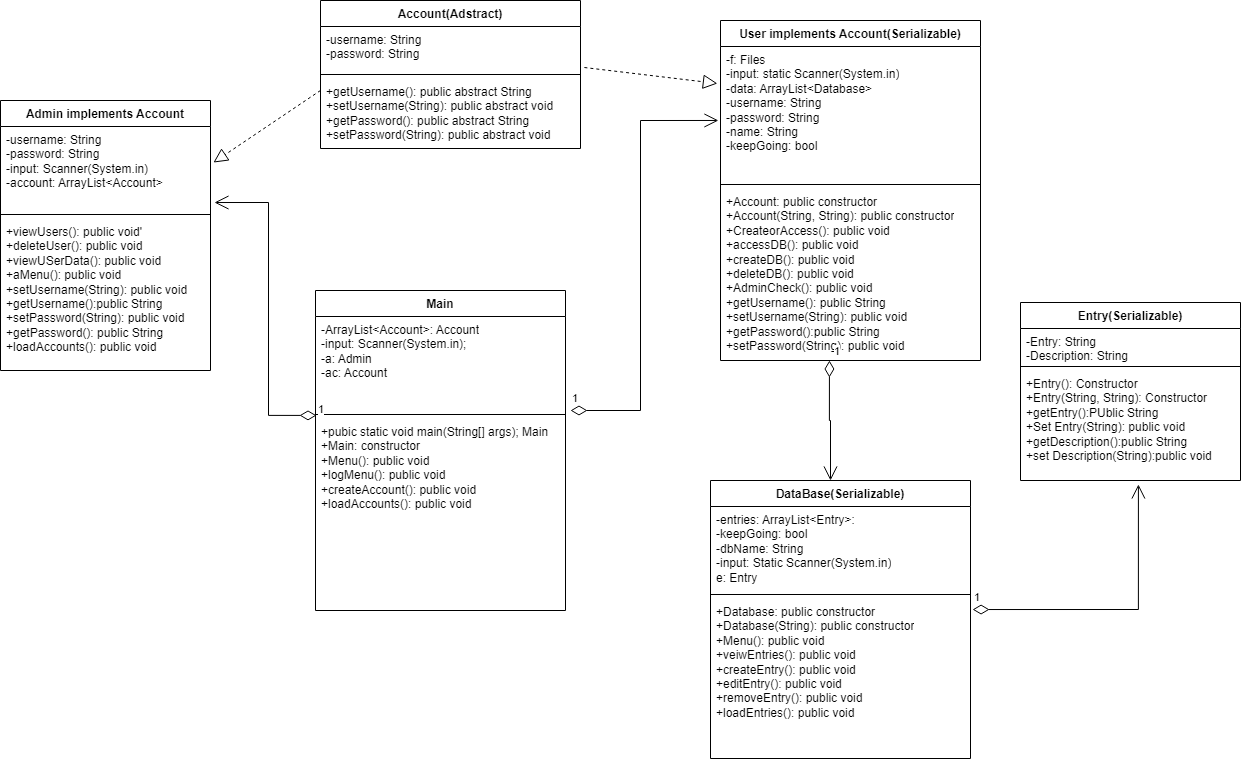 Account(Adstract)
-username: String
-password: String
+getUsername(): public abstract String
+setUsername(String): public abstract void
+getPassword(): public abstract String
+setPassword(String): public abstract void
User implements Account(Serializable)
-f: Files
-input: static Scanner(System.in)
-data: ArrayList<Database>
-username: String
-password: String
-name: String
-keepGoing: bool
+Account: public constructor
+Account(String, String): public constructor
+CreateorAccess(): public void
+accessDB(): public void
+createDB(): public void
+deleteDB(): public void
+AdminCheck(): public void
+getUsername(): public String
+setUsername(String): public void
+getPassword():public String
+setPassword(String): public void
1
Admin implements Account
-username: String
-password: String
-input: Scanner(System.in)
-account: ArrayList<Account>
+viewUsers(): public void'
+deleteUser(): public void
+viewUSerData(): public void
+aMenu(): public void
+setUsername(String): public void
+getUsername():public String
+setPassword(String): public void
+getPassword(): public String
+loadAccounts(): public void
Main
-ArrayList<Account>: Account
-input: Scanner(System.in);
-a: Admin
-ac: Account
1
1
+pubic static void main(String[] args); Main
+Main: constructor
+Menu(): public void
+logMenu(): public void
+createAccount(): public void
+loadAccounts(): public void
Entry(Serializable)
-Entry: String
-Description: String
+Entry(): Constructor
+Entry(String, String): Constructor
+getEntry():PUblic String
+Set Entry(String): public void
+getDescription():public String
+set Description(String):public void
DataBase(Serializable)
-entries: ArrayList<Entry>:
-keepGoing: bool
-dbName: String
-input: Static Scanner(System.in)
e: Entry
1
+Database: public constructor
+Database(String): public constructor
+Menu(): public void
+veiwEntries(): public void
+createEntry(): public void
+editEntry(): public void
+removeEntry(): public void
+loadEntries(): public void